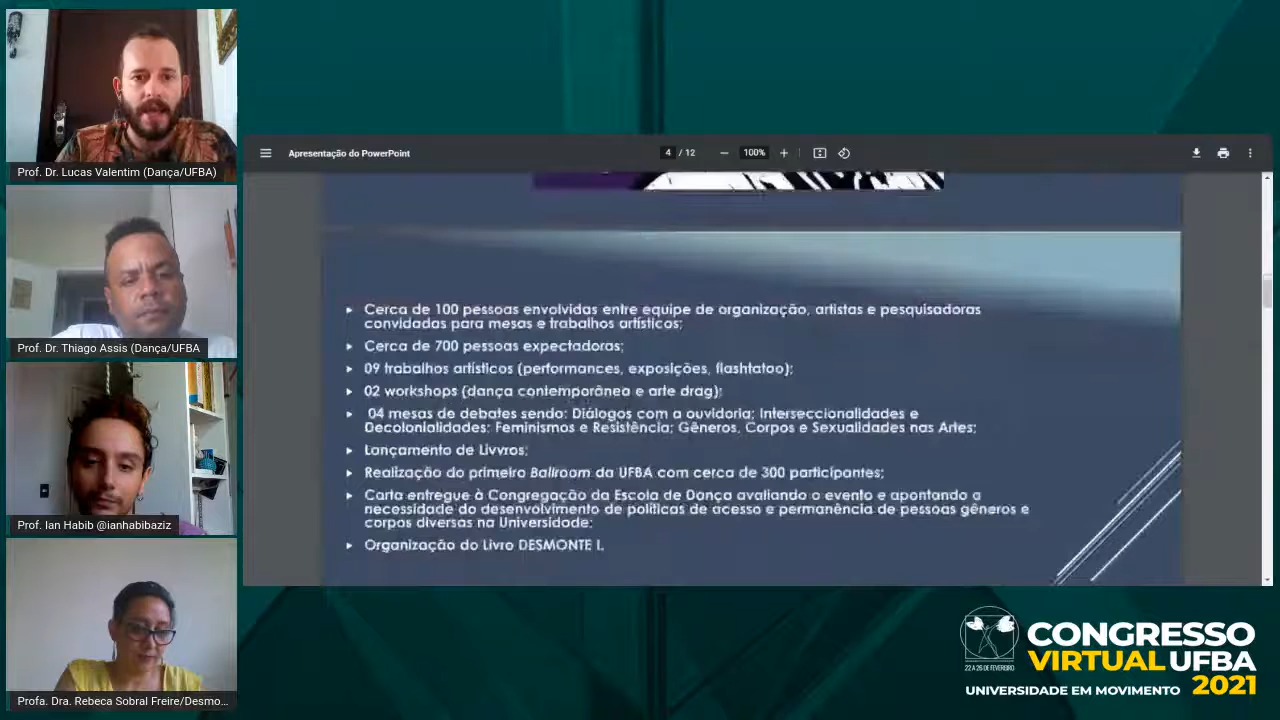 Prof. Dr. Lucas Valentim (Dança/UFBA)
Prof. Dr. Thiago Assis (Dança/UFBA
Prof. Ian Habib @ianhabibaziz
Profa. Dra. Rebeca Sobral Freire/Desmo...
Apresentação do PowerPoint
4 / 12
100%
Cerca de 100 pessoas envolvidas entre equipe de organização, artistas e pesquisadoras
convidadas para mesas e trabalhos artísticos;
Cerca de 700 pessoas expectadoras;
09 trabalhos artísticos (performances, exposições, flashtatoo);
02 workshops (dança contemporânea e arte drag);
04 mesas de debates sendo: Diálogos com a ouvidoria; Interseccionalidades e
Decolonialidades; Feminismos e Resistência; Gêneros, Corpos e Sexualidades nas Artes;
Lançamento de Livvros;
Realização do primeiro Ballroom da UFBA com cerca de 300 participantes;
Carta entregue à Congregação da Escola de Dança avaliando o evento e apontando a
necessidade do desenvolvimento de políticas de acesso e permanência de pessoas gêneros e
corpos diversas na Universidade;
Organização do Livro DESMONTE I.
22 A 26 DE FEVEREIRO
CONGRESSO
VIRTUAL UFBA
2021
UNIVERSIDADE EM MOVIMENTO